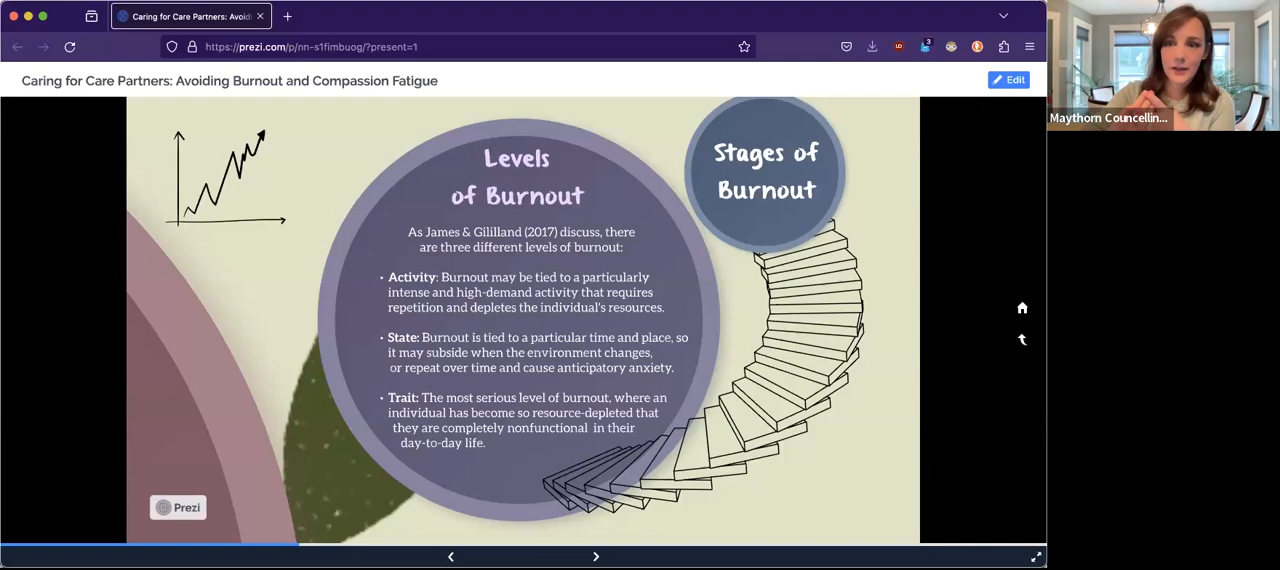 Caring for Care Partners: Avoidi
https://prezi.com/p/nn-s1fimbuog/?present=1
3
Caring for Care Partners: Avoiding Burnout and Compassion Fatigue
Edit
Maythorn Councellin...
Levels
of Burnout
As James & Gililland (2017) discuss, there
are three different levels of burnout:
• Activity: Burnout may be tied to a particularly
intense and high-demand activity that requires
repetition and depletes the individual's resources.
• State: Burnout is tied to a particular time and place, so
it may subside when the environment changes,
or repeat over time and cause anticipatory anxiety.
• Trait: The most serious level of burnout, where an
individual has become so resource-depleted that
they are completely nonfunctional in their
day-to-day life.
Stages of
Burnout
Prezi